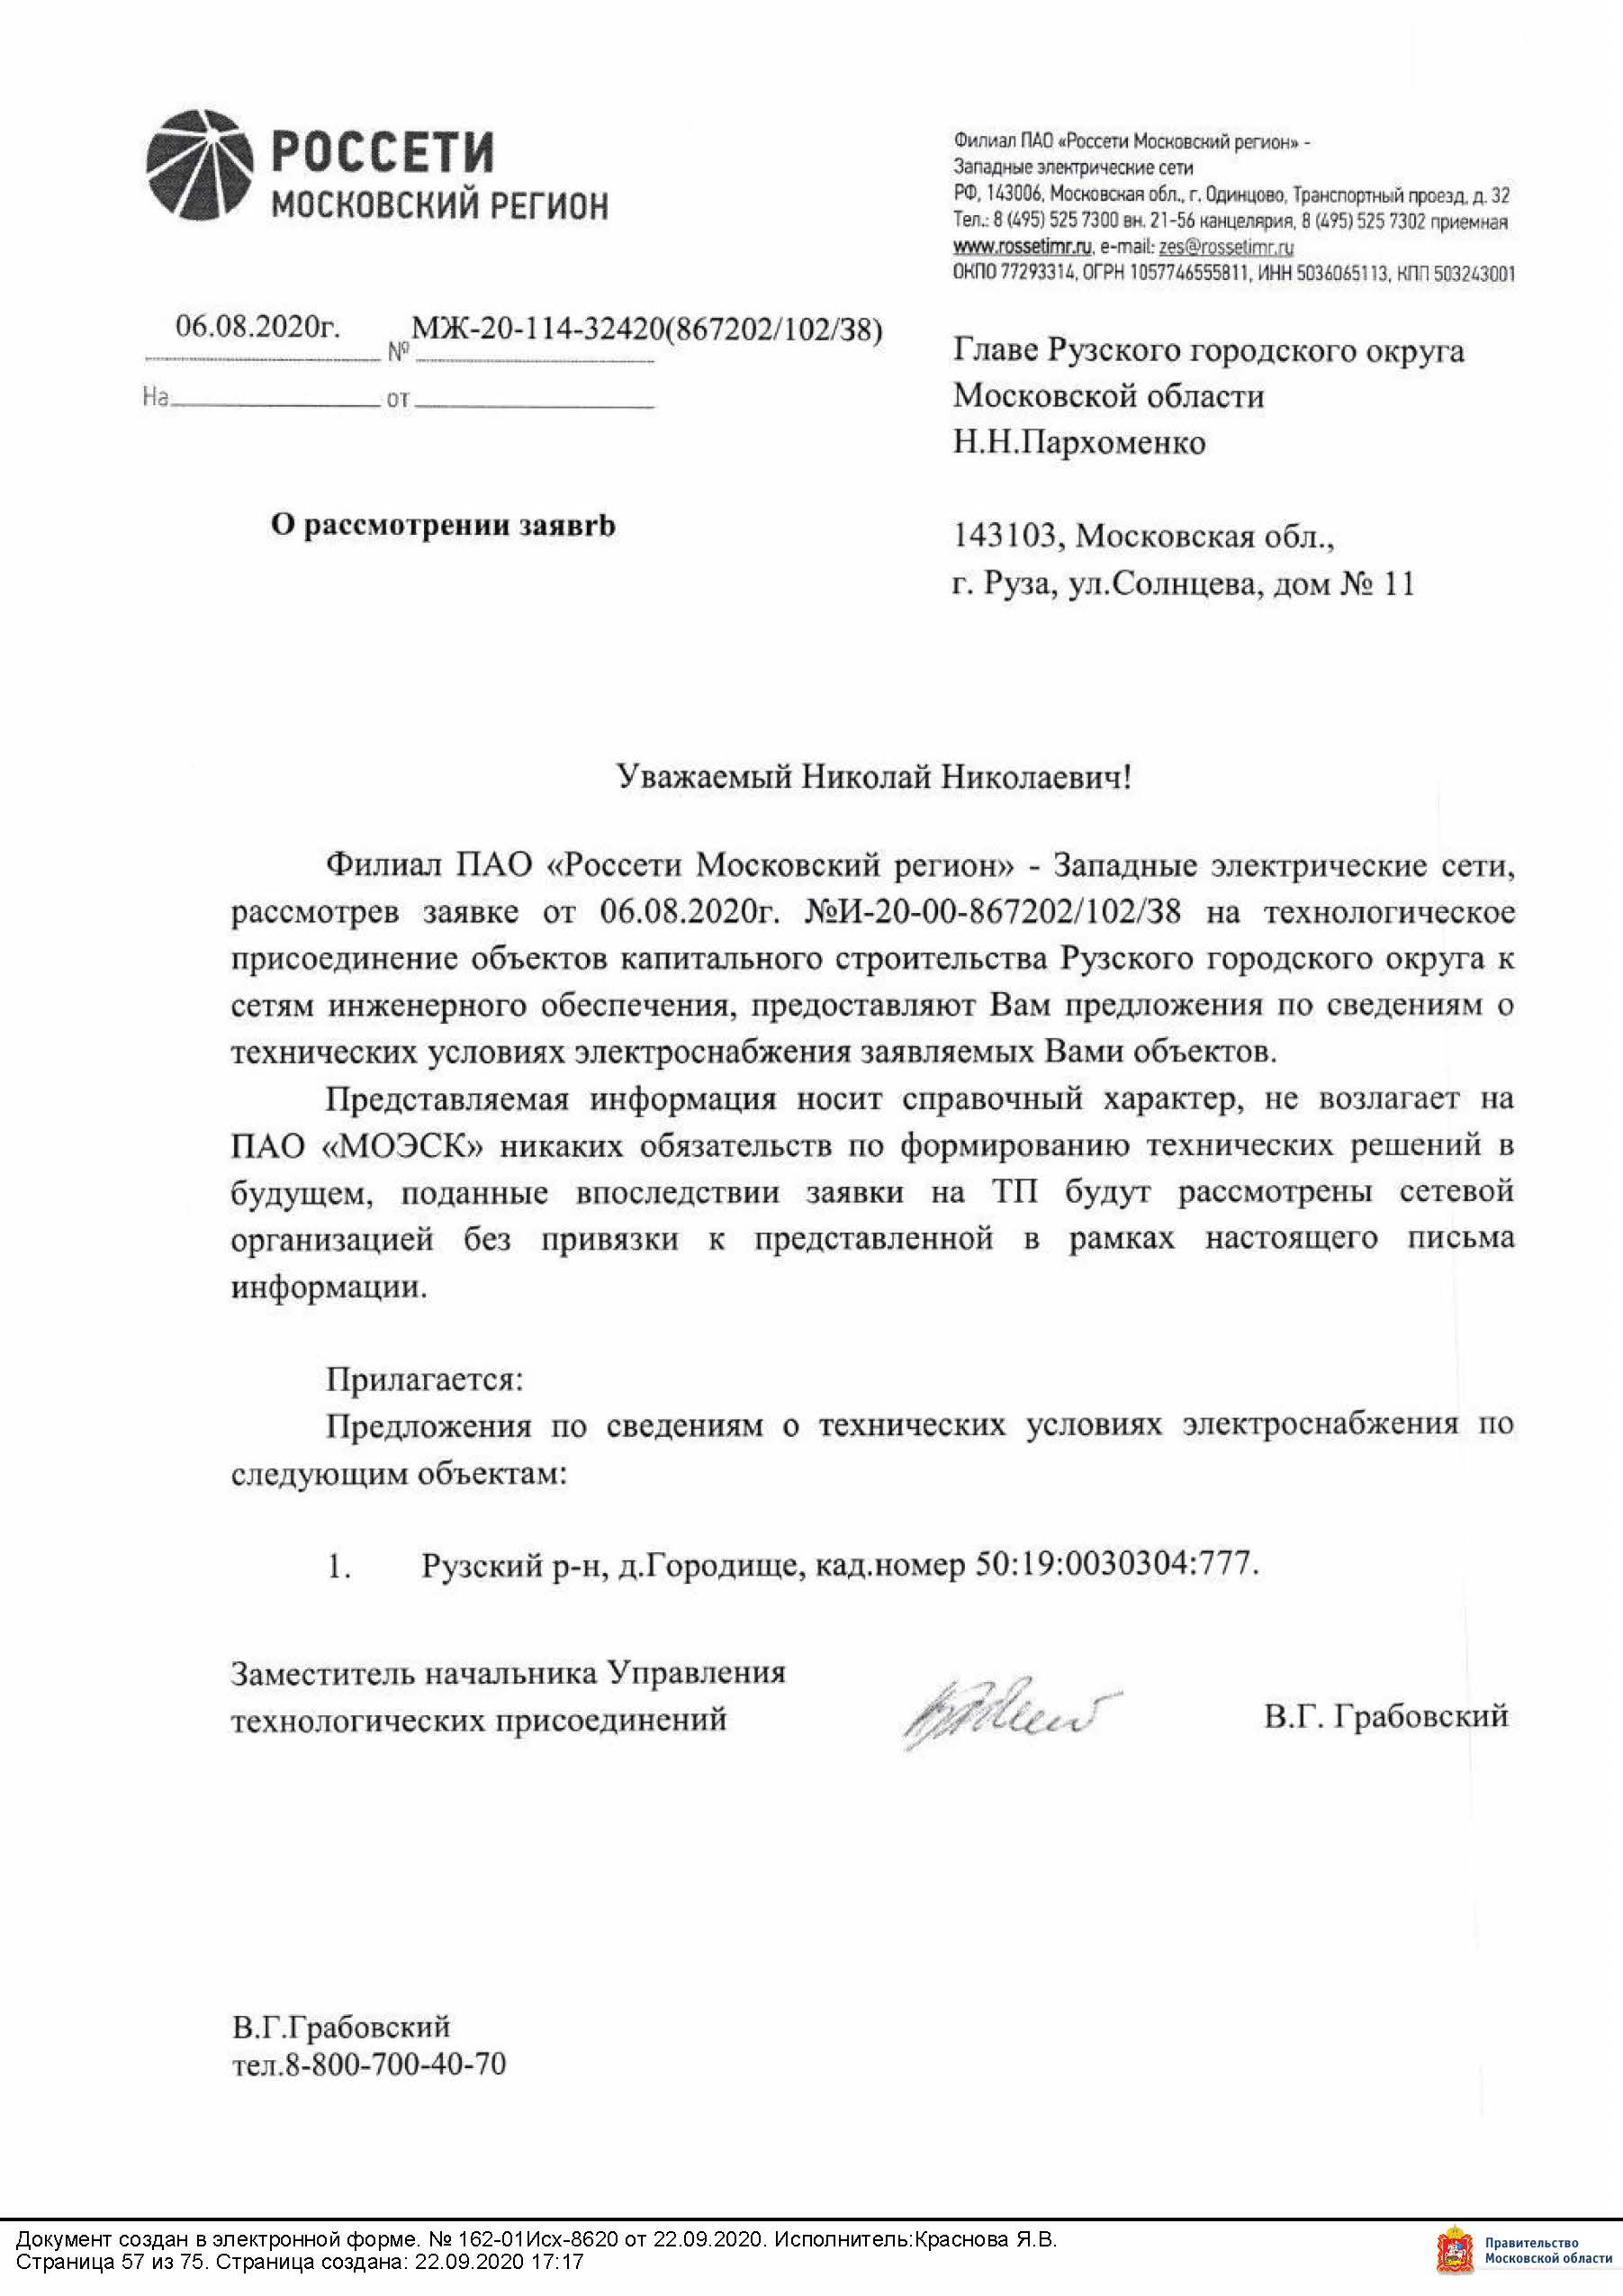 РОССЕТИ
МОСКОВСКИЙ РЕГИОН
Филиал ПАО «Россети Московский регион» -
Западные электрические сети
РФ, 143006, Московская обл., г. Одинцово, Транспортный проезд, д. 32
Тел.: 8 (495) 525 7300 вн. 21-56 канцелярия, 8 (495) 525 7302 приемная
www.rossetimr.ru, e-mail: zes@rossetimr.ru
ОКПО 77293314, ОГРН 1057746555811, ИНН 5036065113, КПП 503243001
06.08.2020г. № МЖ-20-114-32420(867202/102/38)
На от
Главе Рузского городского округа
Московской области
Н.Н.Пархоменко
О рассмотрении заявrb
143103, Московская обл.,
г. Руза, ул.Солнцева, дом № 11
Уважаемый Николай Николаевич!
Филиал ПАО «Россети Московский регион» - Западные электрические сети,
рассмотрев заявке от 06.08.2020г. №И-20-00-867202/102/38 на технологическое
присоединение объектов капитального строительства Рузского городского округа к
сетям инженерного обеспечения, предоставляют Вам предложения по сведениям о
технических условиях электроснабжения заявляемых Вами объектов.
Представляемая информация носит справочный характер, не возлагает на
ПАО «МОЭСК» никаких обязательств по формированию технических решений в
будущем, поданные впоследствии заявки на ТП будут рассмотрены сетевой
организацией без привязки к представленной в рамках настоящего письма
информации.
Прилагается:
Предложения по сведениям о технических условиях электроснабжения по
следующим объектам:
1. Рузский р-н, д.Городище, кад.номер 50:19:0030304:777.
Заместитель начальника Управления
технологических присоединений
В.Г. Грабовский
В.Г.Грабовский
тел.8-800-700-40-70
Документ создан в электронной форме. № 162-01Исх-8620 от 22.09.2020. Исполнитель:Краснова Я.В.
Страница 57 из 75. Страница создана: 22.09.2020 17:17
Правительство
Московской области